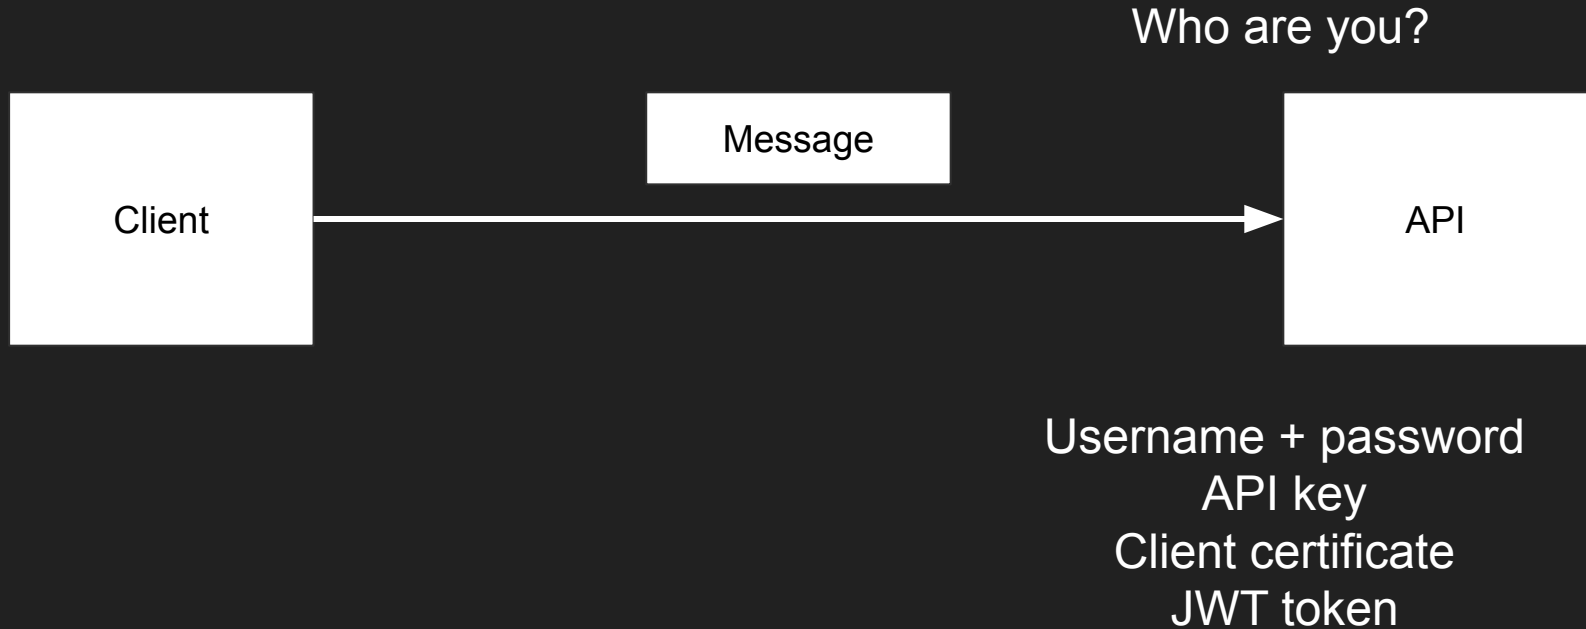 Who are you?
Message
Client
API
Username + password
API key
Client certificate
JWT token